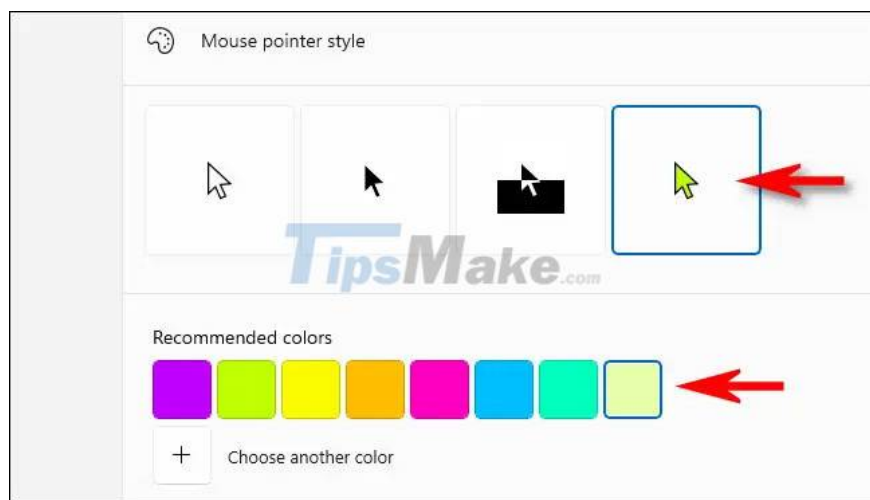 Mouse pointer style
TipsMake.com
Recommended colors
Choose another color